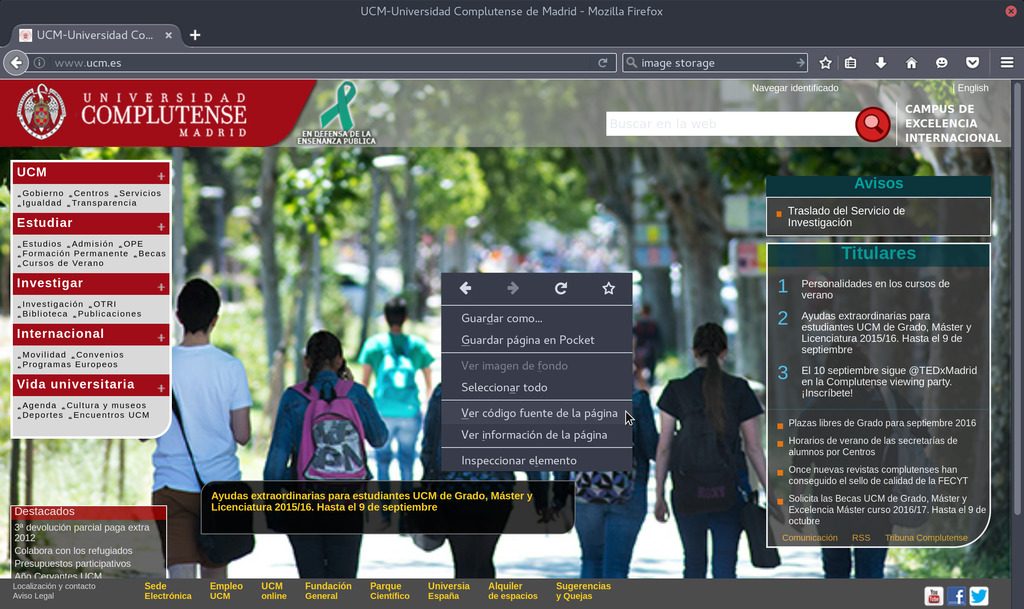 UCM-Universidad Complutense de Madrid - Mozilla Firefox
UCM-Universidad Co...
www.ucm.es
image storage
Navegar identificado
English
UNIVERSIDAD
COMPLUTENSE
MADRID
EN DEFENSA DE LA
ENSEÑANZA PÚBLICA
Buscar en la web
CAMPUS DE
EXCELENCIA
INTERNACIONAL
UCM
Gobierno Centros Servicios
Igualdad Transparencia
Estudiar
Estudios Admisión OPE
Formación Permanente Becas
Cursos de Verano
Investigar
Investigación OTRI
Biblioteca Publicaciones
Internacional
Movilidad Convenios
Programas Europeos
Vida universitaria
Agenda Cultura y museos
Deportes Encuentros UCM
Guardar como...
Guardar página en Pocket
Ver imagen de fondo
Seleccionar todo
Ver código fuente de la página
Ver información de la página
Inspeccionar elemento
Avisos
Traslado del Servicio de
Investigación
Titulares
1 Personalidades en los cursos de
verano
2 Ayudas extraordinarias para
estudiantes UCM de Grado, Máster y
Licenciatura 2015/16. Hasta el 9 de
septiembre
3 El 10 septiembre sigue @TEDxMadrid
en la Complutense viewing party.
¡Inscríbete!
Plazas libres de Grado para septiembre 2016
Horarios de verano de las secretarías de
alumnos por Centros
Once nuevas revistas complutenses han
conseguido el sello de calidad de la FECYT
Solicita las Becas UCM de Grado, Máster y
Excelencia Máster curso 2016/17. Hasta el 9 de
octubre
Comunicación RSS Tribuna Complutense
Ayudas extraordinarias para estudiantes UCM de Grado, Máster y
Licenciatura 2015/16. Hasta el 9 de septiembre
Destacados
3ª devolución parcial paga extra
2012
Colabora con los refugiados
Presupuestos participativos
Año Cervantes UCM
Localización y contacto
Aviso Legal
Sede
Electrónica
Empleo
UCM
UCM
online
Fundación
General
Parque
Científico
Universia
España
Alquiler
de espacios
Sugerencias
y Quejas